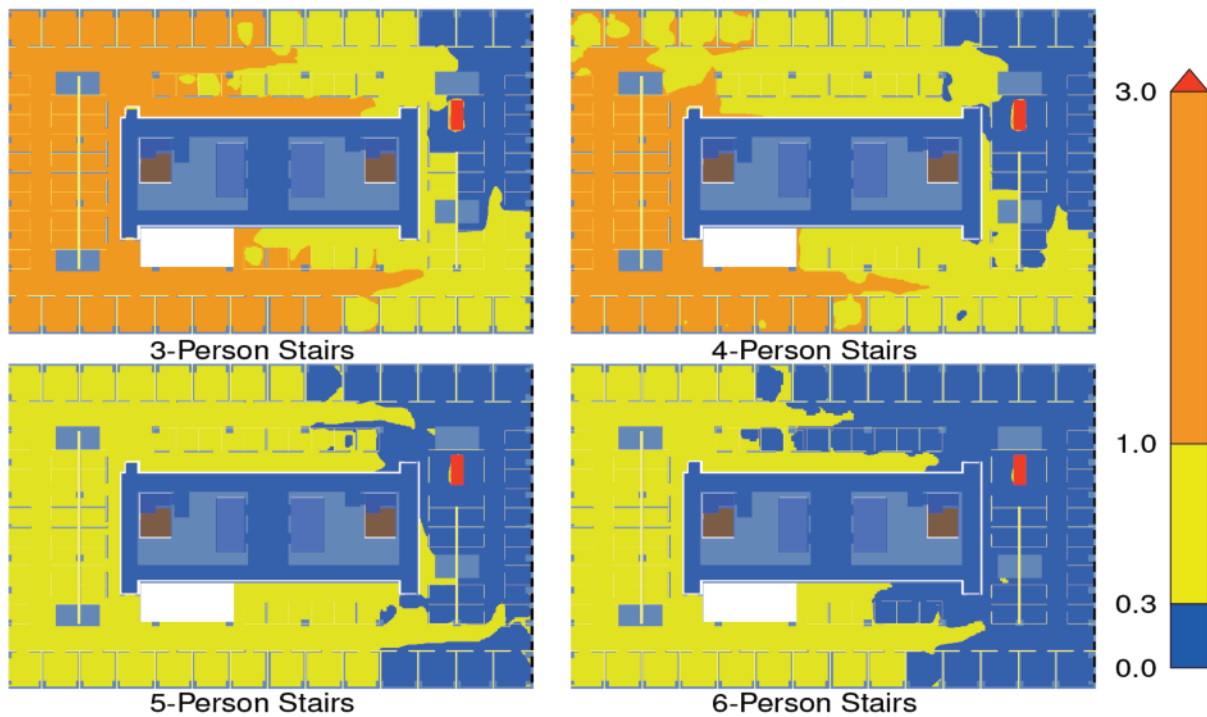 3-Person Stairs
4-Person Stairs
5-Person Stairs
6-Person Stairs
3.0
1.0
0.3
0.0